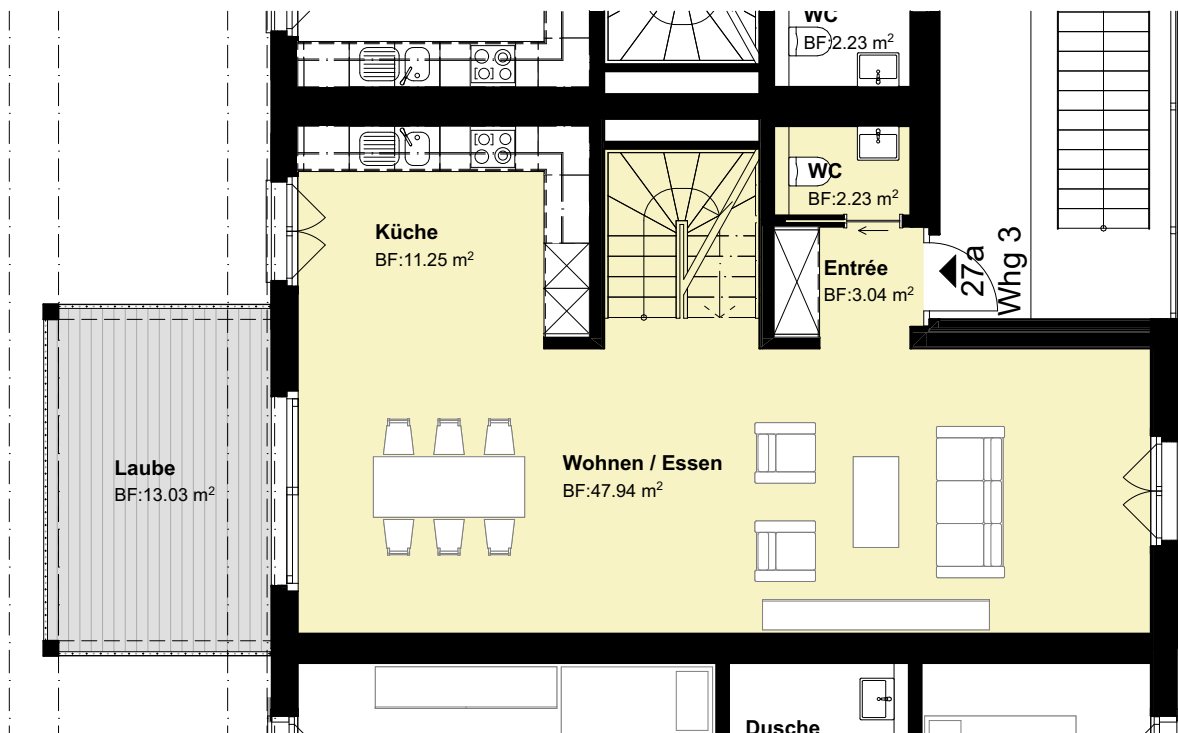 WC
BF:2.23 m²
WC
BF:2.23 m²
Küche
BF:11.25 m²
Entrée
BF:3.04 m²
27a
Whg 3
Laube
BF:13.03 m²
Wohnen / Essen
BF:47.94 m²
Dusche